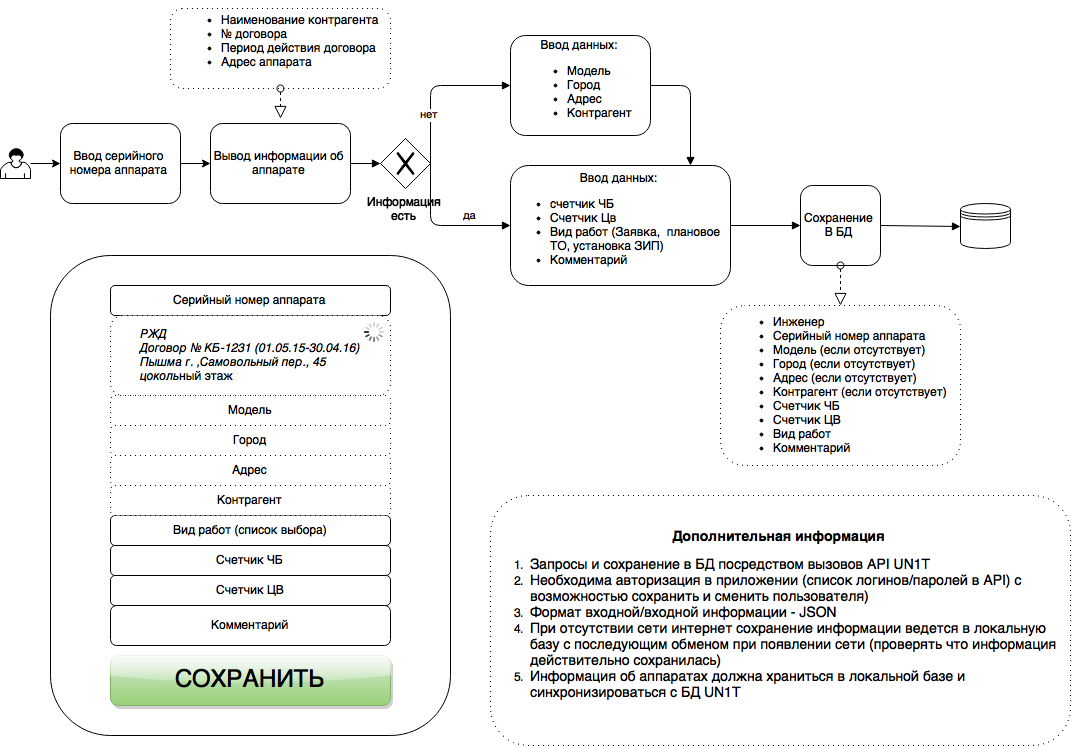 Наименование контрагента
№ договора
Период действия договора
Адрес аппарата
Ввод серийного
номера аппарата
Вывод информации об
аппарате
Информация
есть
нет
да
Ввод данных:
Модель
Город
Адрес
Контрагент
Ввод данных:
счетчик ЧБ
Счетчик Цв
Вид работ (Заявка, плановое
ТО, установка ЗИП)
Комментарий
Сохранение
В БД
Инженер
Серийный номер аппарата
Модель (если отсутствует)
Город (если отсутствует)
Адрес (если отсутствует)
Контрагент (если отсутствует)
Счетчик ЧБ
Счетчик ЦВ
Вид работ
Комментарий
Серийный номер аппарата
РЖД
Договор № КБ-1231 (01.05.15-30.04.16)
Пышма г. ,Самовольный пер., 45
цокольный этаж
Модель
Город
Адрес
Контрагент
Вид работ (список выбора)
Счетчик ЧБ
Счетчик ЦВ
Комментарий
СОХРАНИТЬ
Дополнительная информация
1. Запросы и сохранение в БД посредством вызовов API UN1T
2. Необходима авторизация в приложении (список логинов/паролей в API) с
возможностью сохранить и сменить пользователя)
3. Формат входной/входной информации - JSON
4. При отсутствии сети интернет сохранение информации ведется в локальную
базу с последующим обменом при появлении сети (проверять что информация
действительно сохранилась)
5. Информация об аппаратах должна храниться в локальной базе и
синхронизироваться с БД UN1T